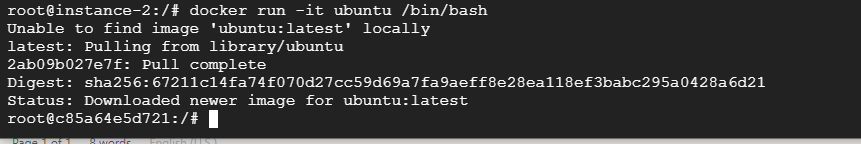 root@instance-2:/# docker run -it ubuntu /bin/bash
Unable to find image 'ubuntu:latest' locally
latest: Pulling from library/ubuntu
2ab09b027e7f: Pull complete
Digest: sha256:67211c14fa74f070d27cc59d69a7fa9aeff8e28ea118ef3babc295a0428a6d21
Status: Downloaded newer image for ubuntu:latest
root@c85a64e5d721:/#
Page 1 of 1 8 words English (U.S.)